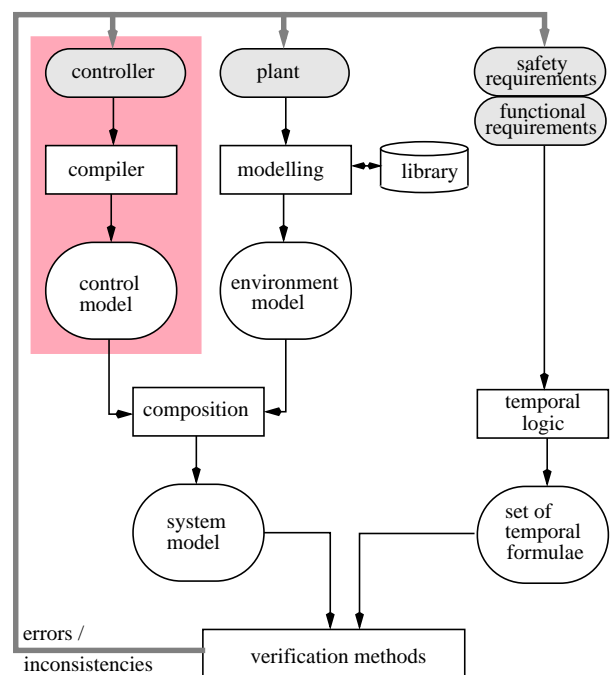 controller
plant
safety
requirements
functional
requirements
compiler
modelling
library
control
model
environment
model
composition
temporal
logic
system
model
set of
temporal
formulae
errors /
inconsistencies
verification methods